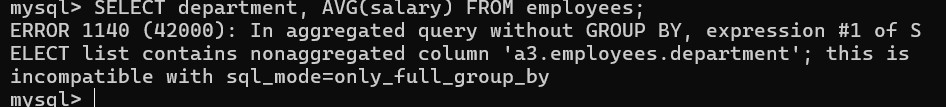 mysql> SELECT department, AVG(salary) FROM employees;
ERROR 1140 (42000): In aggregated query without GROUP BY, expression #1 of S
ELECT list contains nonaggregated column 'a3.employees.department'; this is
incompatible with sql_mode=only_full_group_by
mysql>